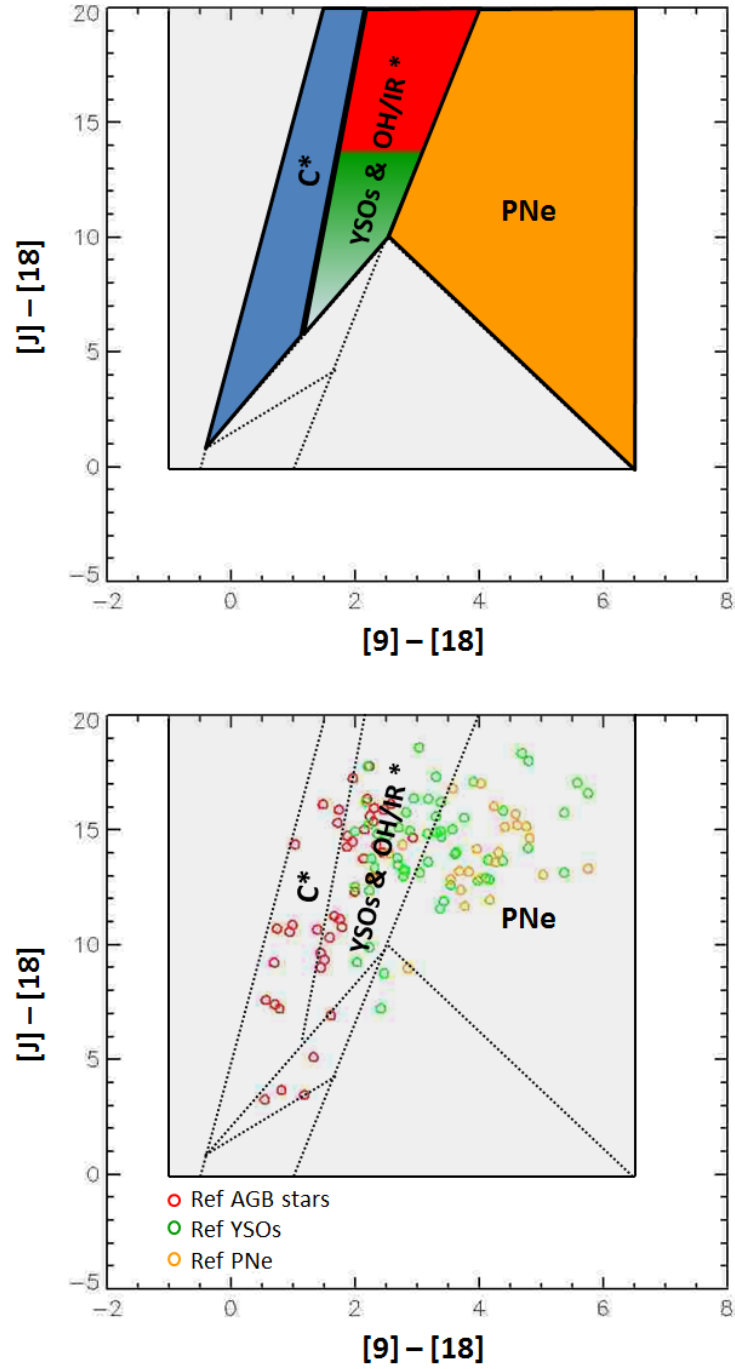 20
15
10
5
0
−5
[J] – [18]
C*
YSOs & OH/IR *
PNe
−2
0
2
4
6
8
[9] – [18]
20
15
10
5
0
−5
[J] – [18]
C*
YSOs & OH/IR *
PNe
Ref AGB stars
Ref YSOs
Ref PNe
−2
0
2
4
6
8
[9] – [18]